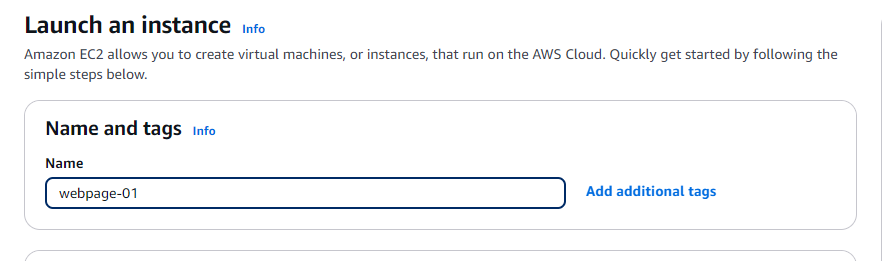 Launch an instance Info
Amazon EC2 allows you to create virtual machines, or instances, that run on the AWS Cloud. Quickly get started by following the
simple steps below.
Name and tags Info
Name
webpage-01 Add additional tags